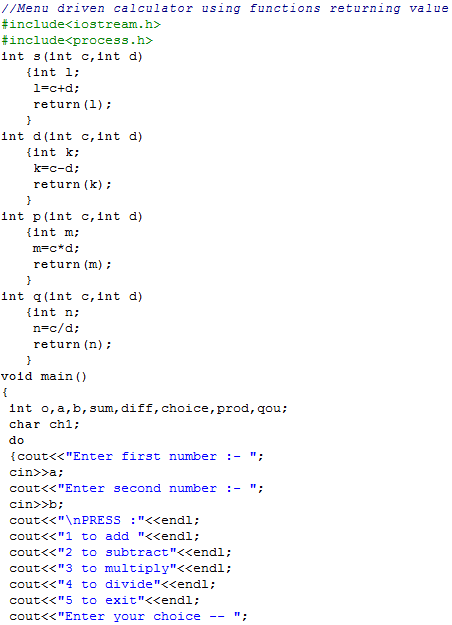 //Menu driven calculator using functions returning value
#include<iostream.h>
#include<process.h>
int s(int c,int d)
{int l;
l=c+d;
return(l);
}
int d(int c,int d)
{int k;
k=c-d;
return(k);
}
int p(int c,int d)
{int m;
m=c*d;
return(m);
}
int q(int c,int d)
{int n;
n=c/d;
return(n);
}
void main()
{
int o,a,b,sum,diff,choice,prod,qou;
char ch1;
do
{cout<<"Enter first number :- ";
cin>>a;
cout<<"Enter second number :- ";
cin>>b;
cout<<"\nPRESS :"<<endl;
cout<<"1 to add "<<endl;
cout<<"2 to subtract"<<endl;
cout<<"3 to multiply"<<endl;
cout<<"4 to divide"<<endl;
cout<<"5 to exit"<<endl;
cout<<"Enter your choice -- ";